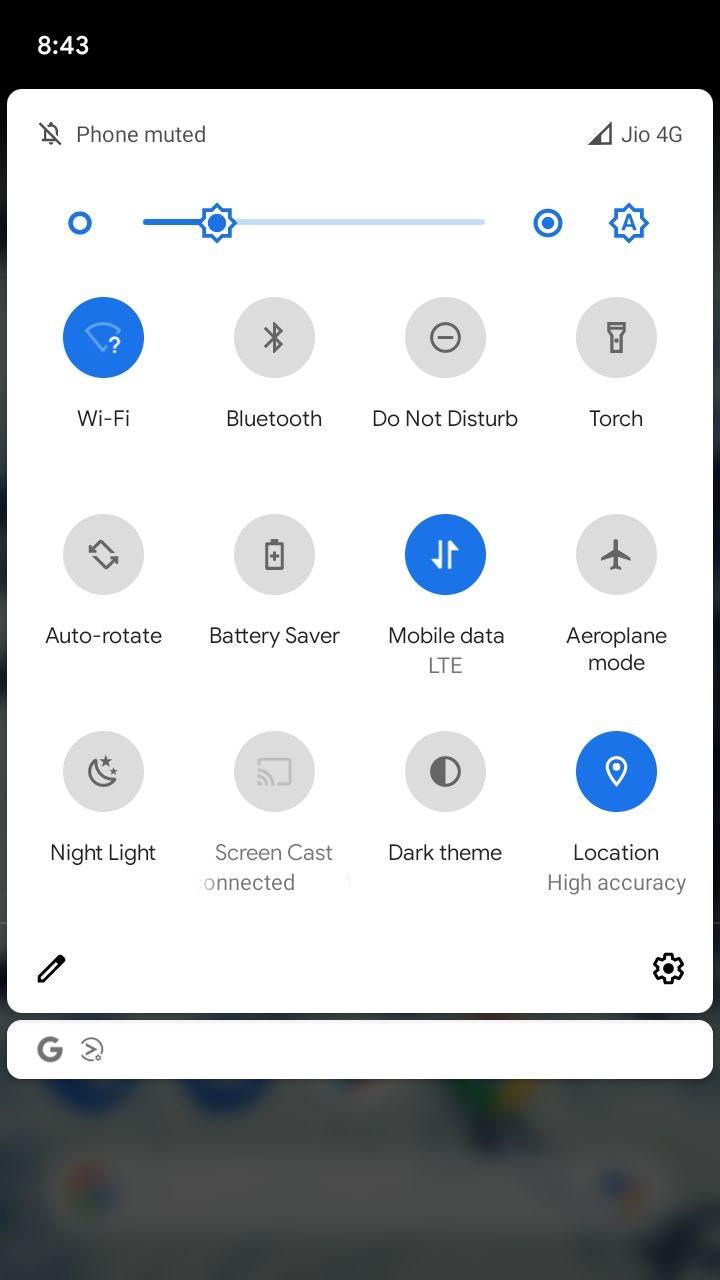 8:43
Phone muted
Jio 4G
A
?
Wi-Fi
Bluetooth
Do Not Disturb
Torch
Auto-rotate
Battery Saver
Mobile data
LTE
Aeroplane
mode
Night Light
Screen Cast
onnected
Dark theme
Location
High accuracy
G